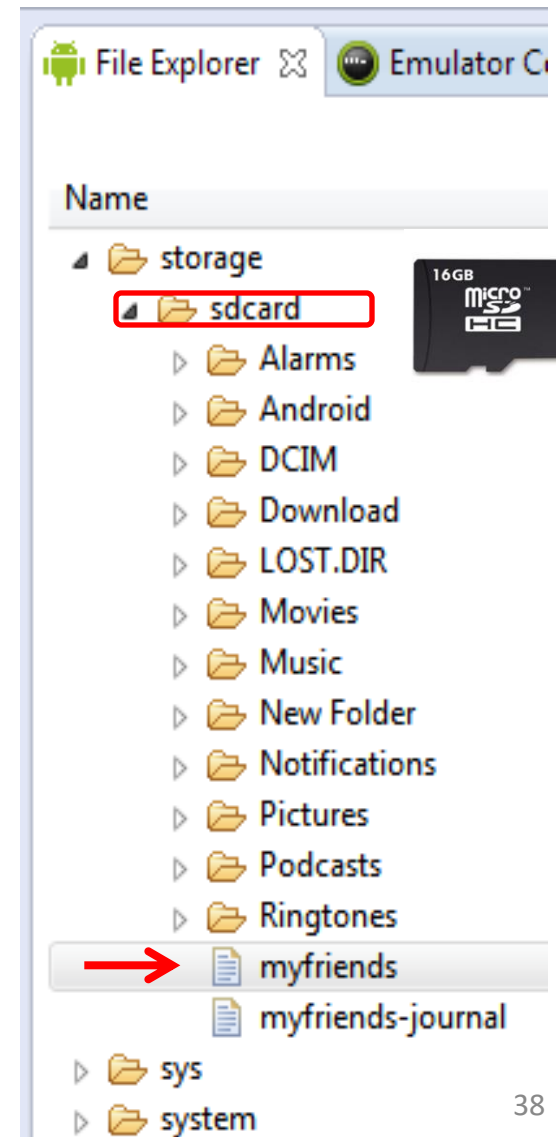 File Explorer Emulator C
Name
storage
16GB
micro
SD
HC
sdcard
Alarms
Android
DCIM
Download
LOST.DIR
Movies
Music
New Folder
Notifications
Pictures
Podcasts
Ringtones
myfriends
myfriends-journal
sys
system
38